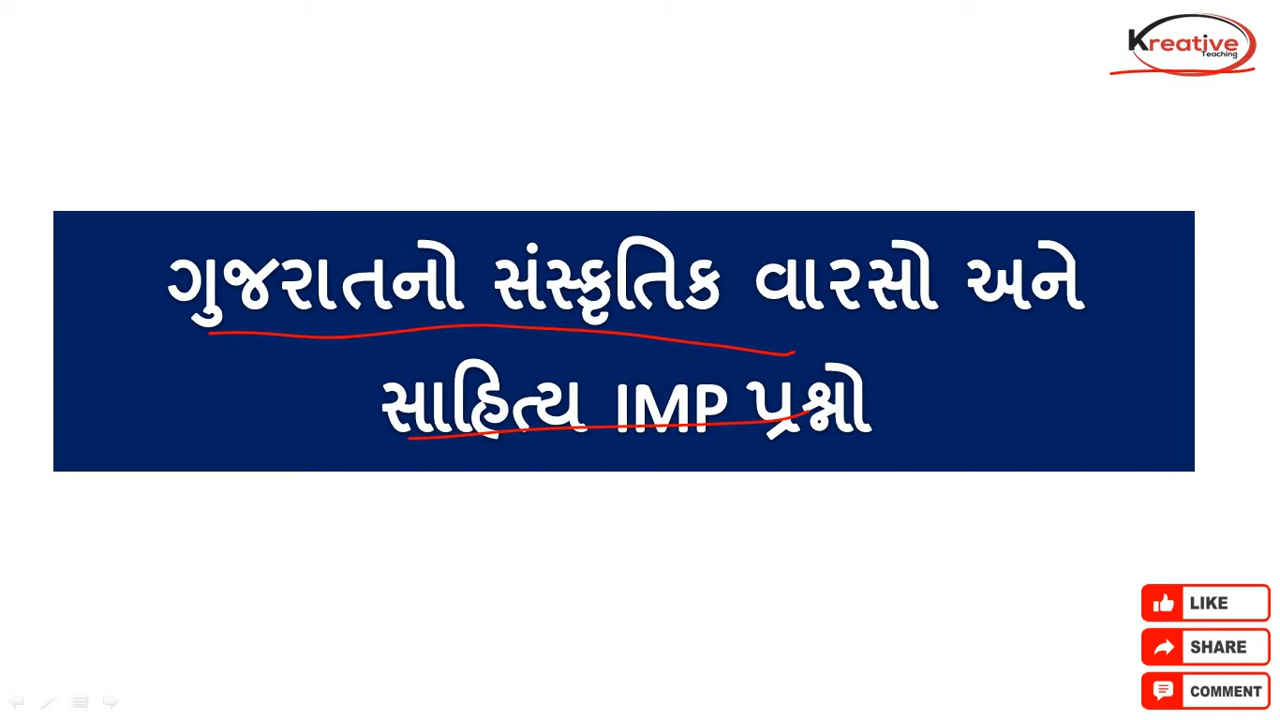 Kreative
Teaching
ગુજરાતનો સંસ્કૃતિક વારસો અને
સાહિત્ય IMP પ્રશ્નો
LIKE
SHARE
COMMENT